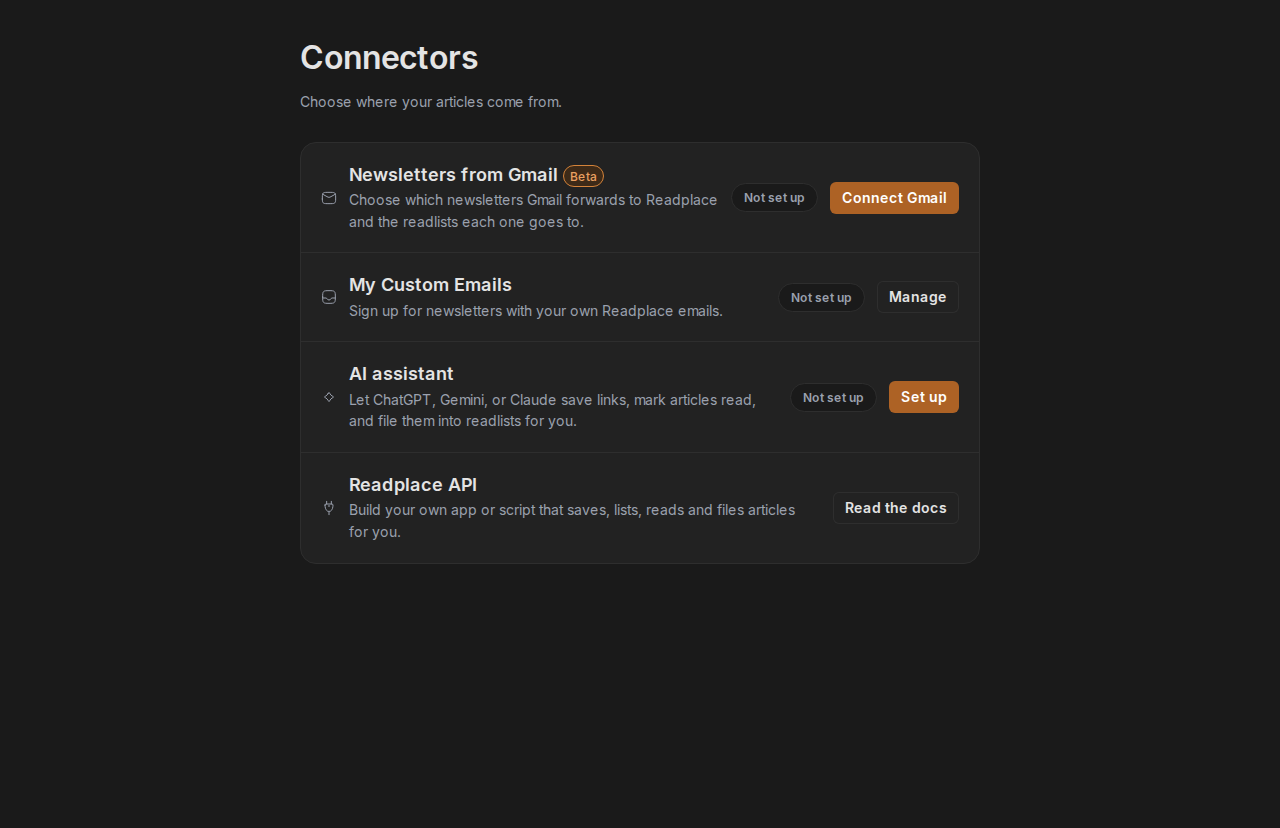 Connectors
Choose where your articles come from.
Newsletters from Gmail Beta
Choose which newsletters Gmail forwards to Readplace
and the readlists each one goes to.
Not set up
Connect Gmail
My Custom Emails
Sign up for newsletters with your own Readplace emails.
Not set up
Manage
AI assistant
Let ChatGPT, Gemini, or Claude save links, mark articles read,
and file them into readlists for you.
Not set up
Set up
Readplace API
Build your own app or script that saves, lists, reads and files articles
for you.
Read the docs